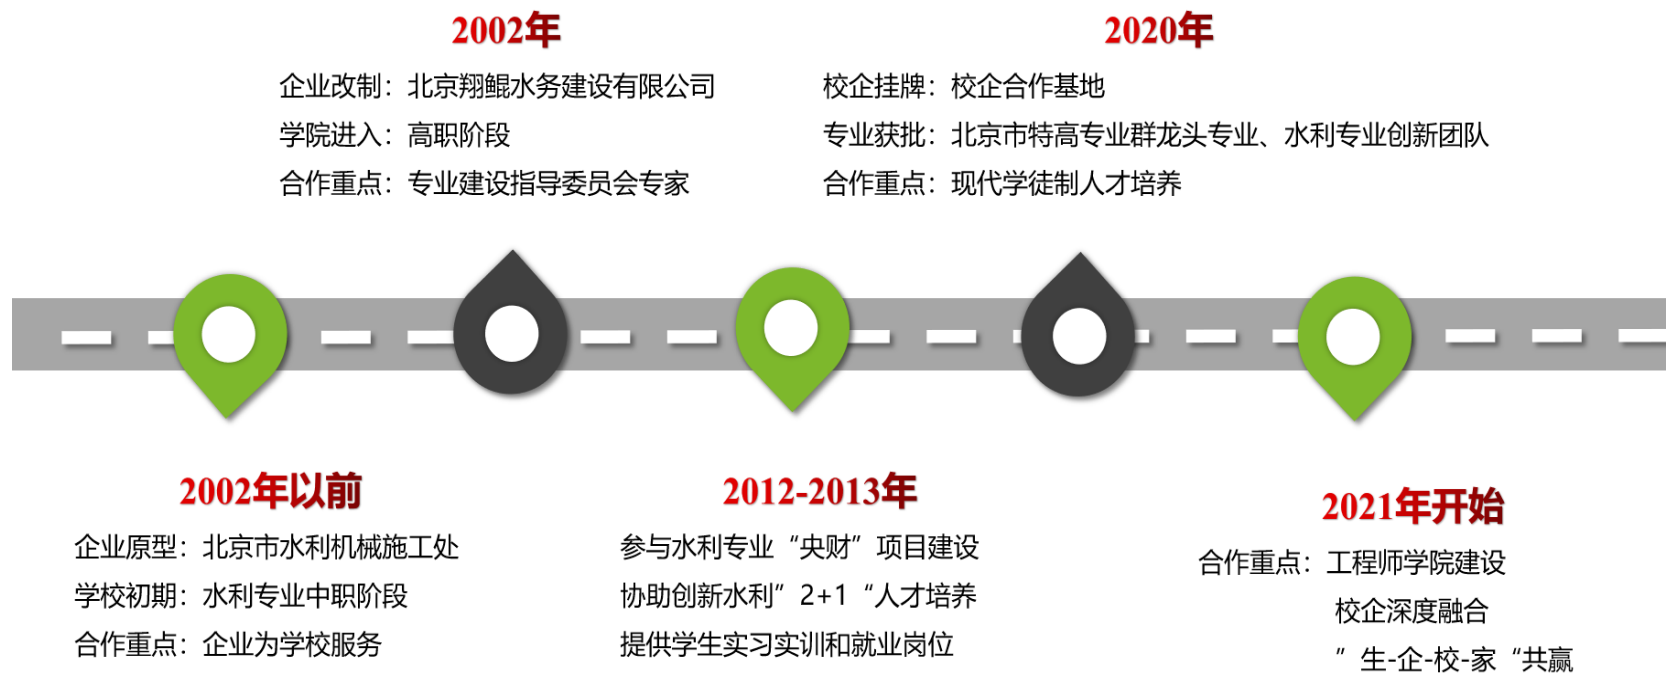 2002年
企业改制：北京翔鲲水务建设有限公司
学院进入：高职阶段
合作重点：专业建设指导委员会专家
2020年
校企挂牌：校企合作基地
专业获批：北京市特高专业群龙头专业、水利专业创新团队
合作重点：现代学徒制人才培养
2002年以前
企业原型：北京市水利机械施工处
学校初期：水利专业中职阶段
合作重点：企业为学校服务
2012-2013年
参与水利专业“央财”项目建设
协助创新水利”2+1“人才培养
提供学生实习实训和就业岗位
2021年开始
合作重点：工程师学院建设
校企深度融合
”生-企-校-家“共赢